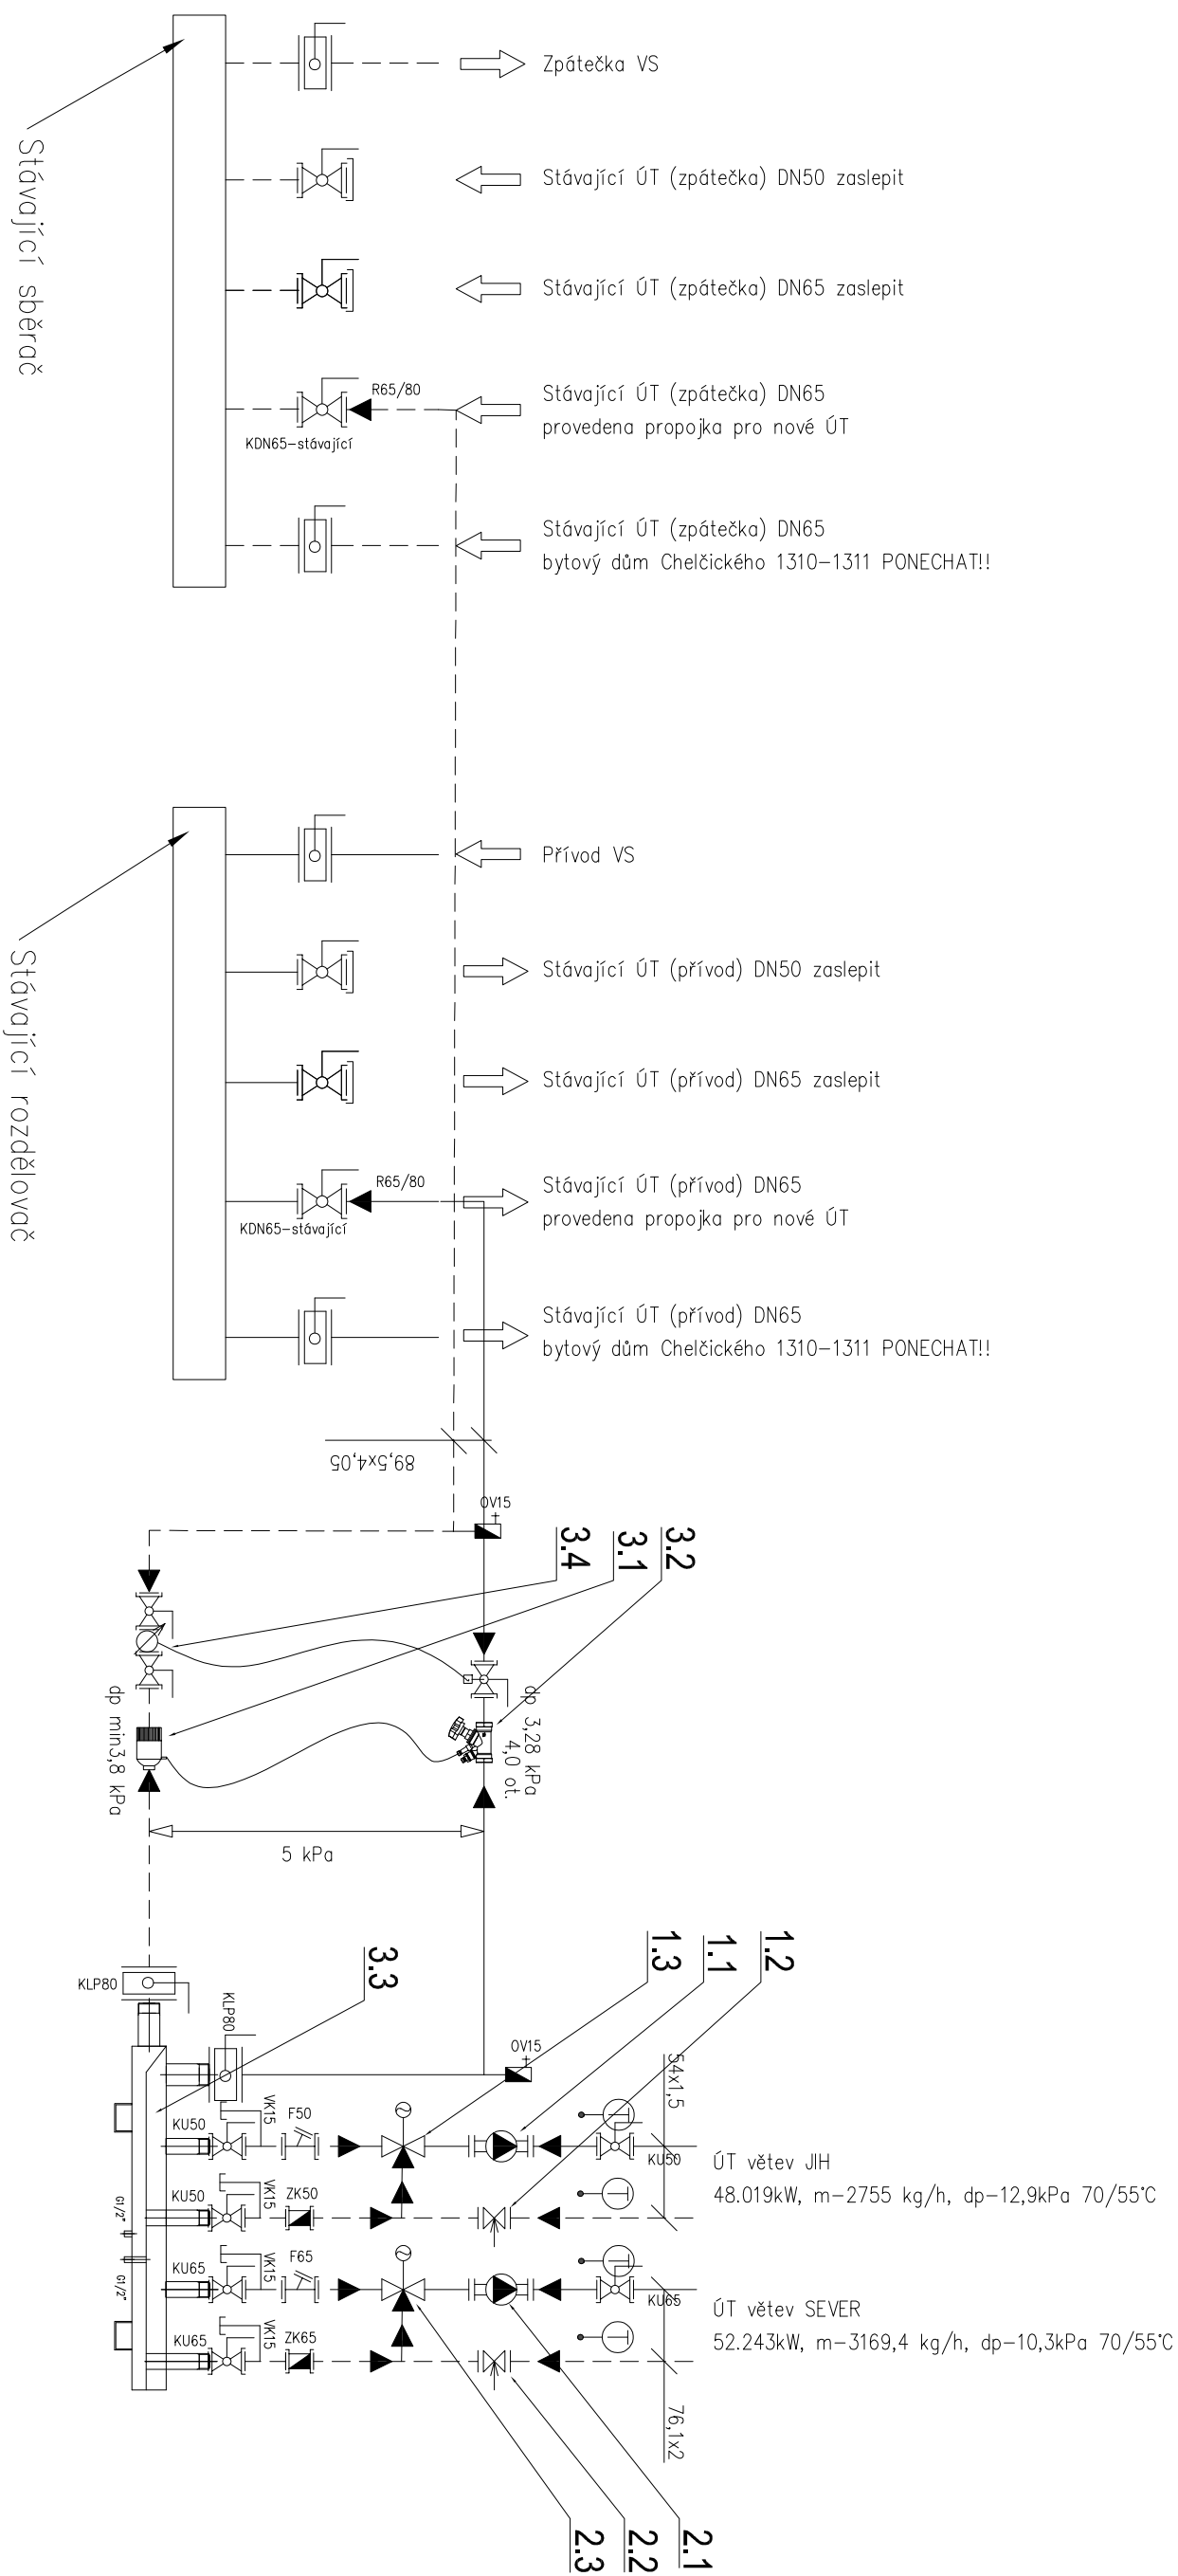 Zpátečka VS
Stávající ÚT (zpátečka) DN50 zaslepit
Stávající ÚT (zpátečka) DN65 zaslepit
R65/80
Stávající ÚT (zpátečka) DN65
provedena propojka pro nové ÚT
KDN65-stávající
Stávající ÚT (zpátečka) DN65
bytový dům Chelčického 1310-1311 PONECHAT!!
Stávající sběrač
Přívod VS
Stávající ÚT (přívod) DN50 zaslepit
Stávající ÚT (přívod) DN65 zaslepit
R65/80
Stávající ÚT (přívod) DN65
provedena propojka pro nové ÚT
KDN65-stávající
Stávající ÚT (přívod) DN65
bytový dům Chelčického 1310-1311 PONECHAT!!
Stávající rozdělovač
89,5x4,05
OV15
3.4
3.1
3.2
dp min3,8 kPa
dp 3,28 kPa
4,0 ot.
5 kPa
3.3
1.3
1.1
1.2
KLP80
KLP80
OV15
54x1,5
KU50
VK15
F50
KU50
ÚT větev JIH
48.019kW, m-2755 kg/h, dp-12,9kPa 70/55°C
KU50
VK15
ZK50
G1/2"
KU65
VK15
F65
KU65
G1/2"
ÚT větev SEVER
52.243kW, m-3169,4 kg/h, dp-10,3kPa 70/55°C
KU65
VK15
ZK65
76,1x2
2.3
2.2
2.1